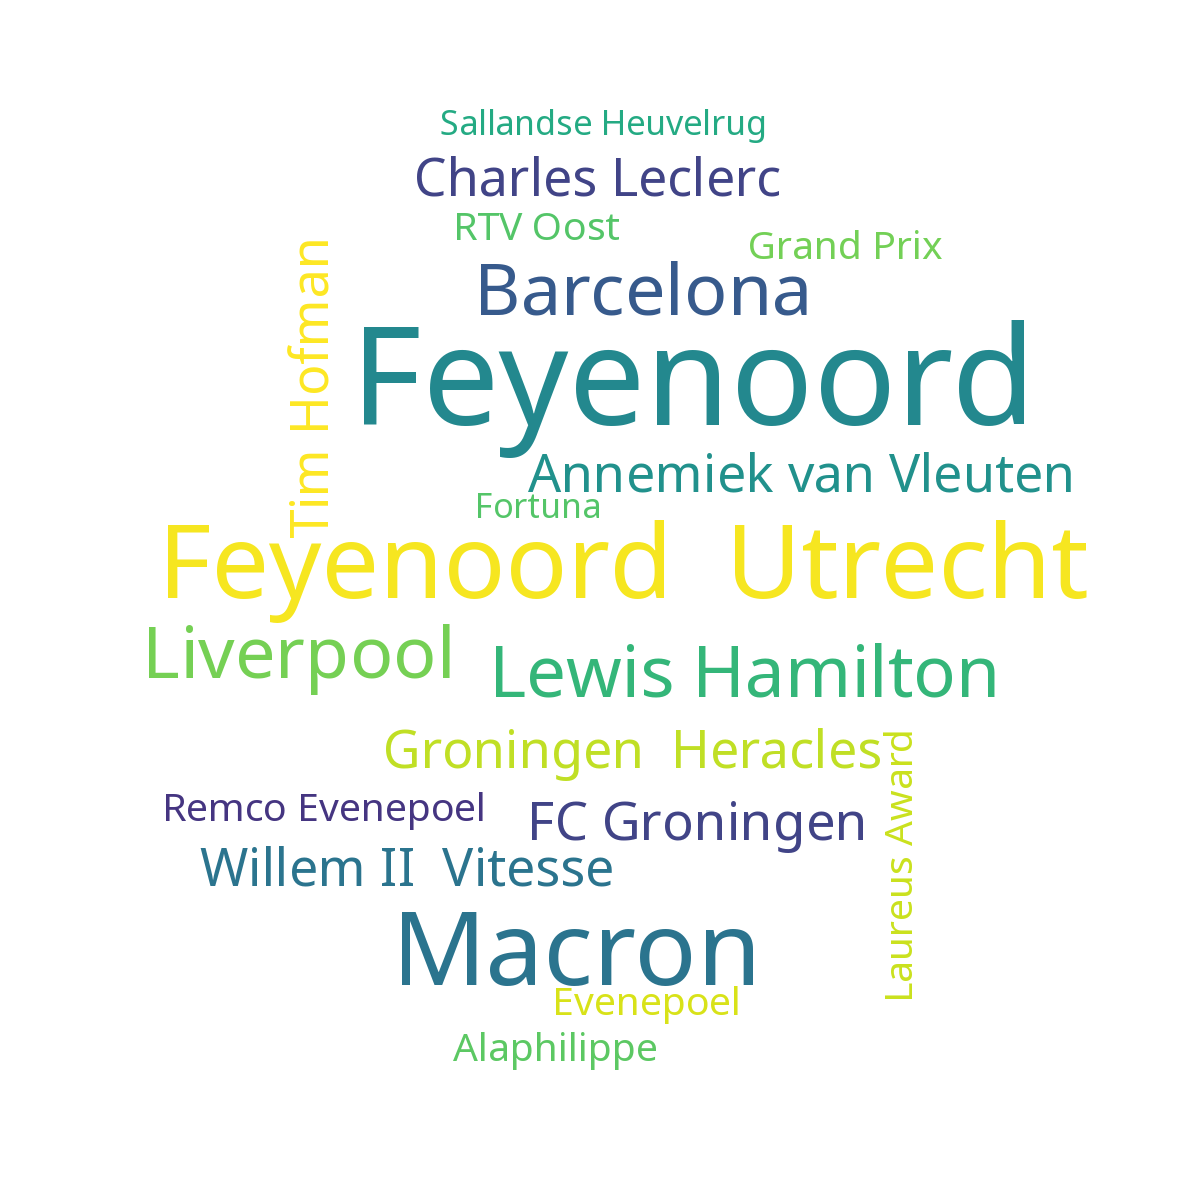 Sallandse Heuvelrug
Charles Leclerc
RTV Oost
Grand Prix
Tim Hofman
Barcelona
Feyenoord
Annemiek van Vleuten
Fortuna
Feyenoord Utrecht
Liverpool
Lewis Hamilton
Groningen Heracles
Laureus Award
Remco Evenepoel
FC Groningen
Willem II Vitesse
Macron
Evenepoel
Alaphilippe